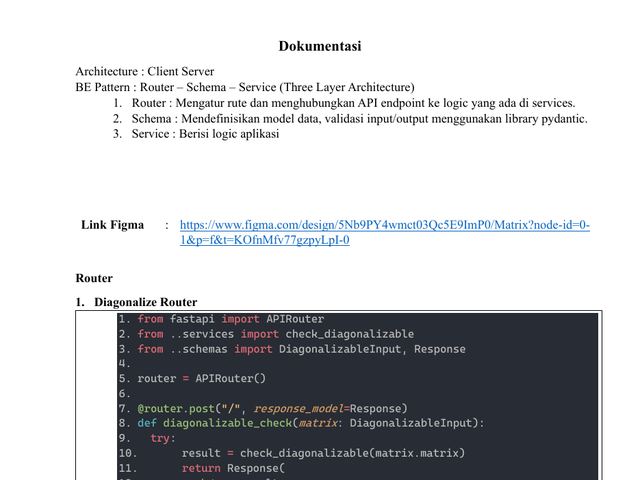 Dokumentasi
Architecture : Client Server
BE Pattern : Router – Schema – Service (Three Layer Architecture)
1. Router : Mengatur rute dan menghubungkan API endpoint ke logic yang ada di services.
2. Schema : Mendefinisikan model data, validasi input/output menggunakan library pydantic.
3. Service : Berisi logic aplikasi
Link Figma : https://www.figma.com/design/5Nb9PY4wmct03Qc5E9ImP0/Matrix?node-id=0-
1&p=f&t=KOfnMfv77gzpyLpI-0
Router
1. Diagonalize Router
1. from fastapi import APIRouter
2. from ..services import check_diagonalizable
3. from ..schemas import DiagonalizableInput, Response
4.
5. router = APIRouter()
6.
7. @router.post("/", response_model=Response)
8. def diagonalizable_check(matrix: DiagonalizableInput):
9. try:
10. result = check_diagonalizable(matrix.matrix)
11. return Response(